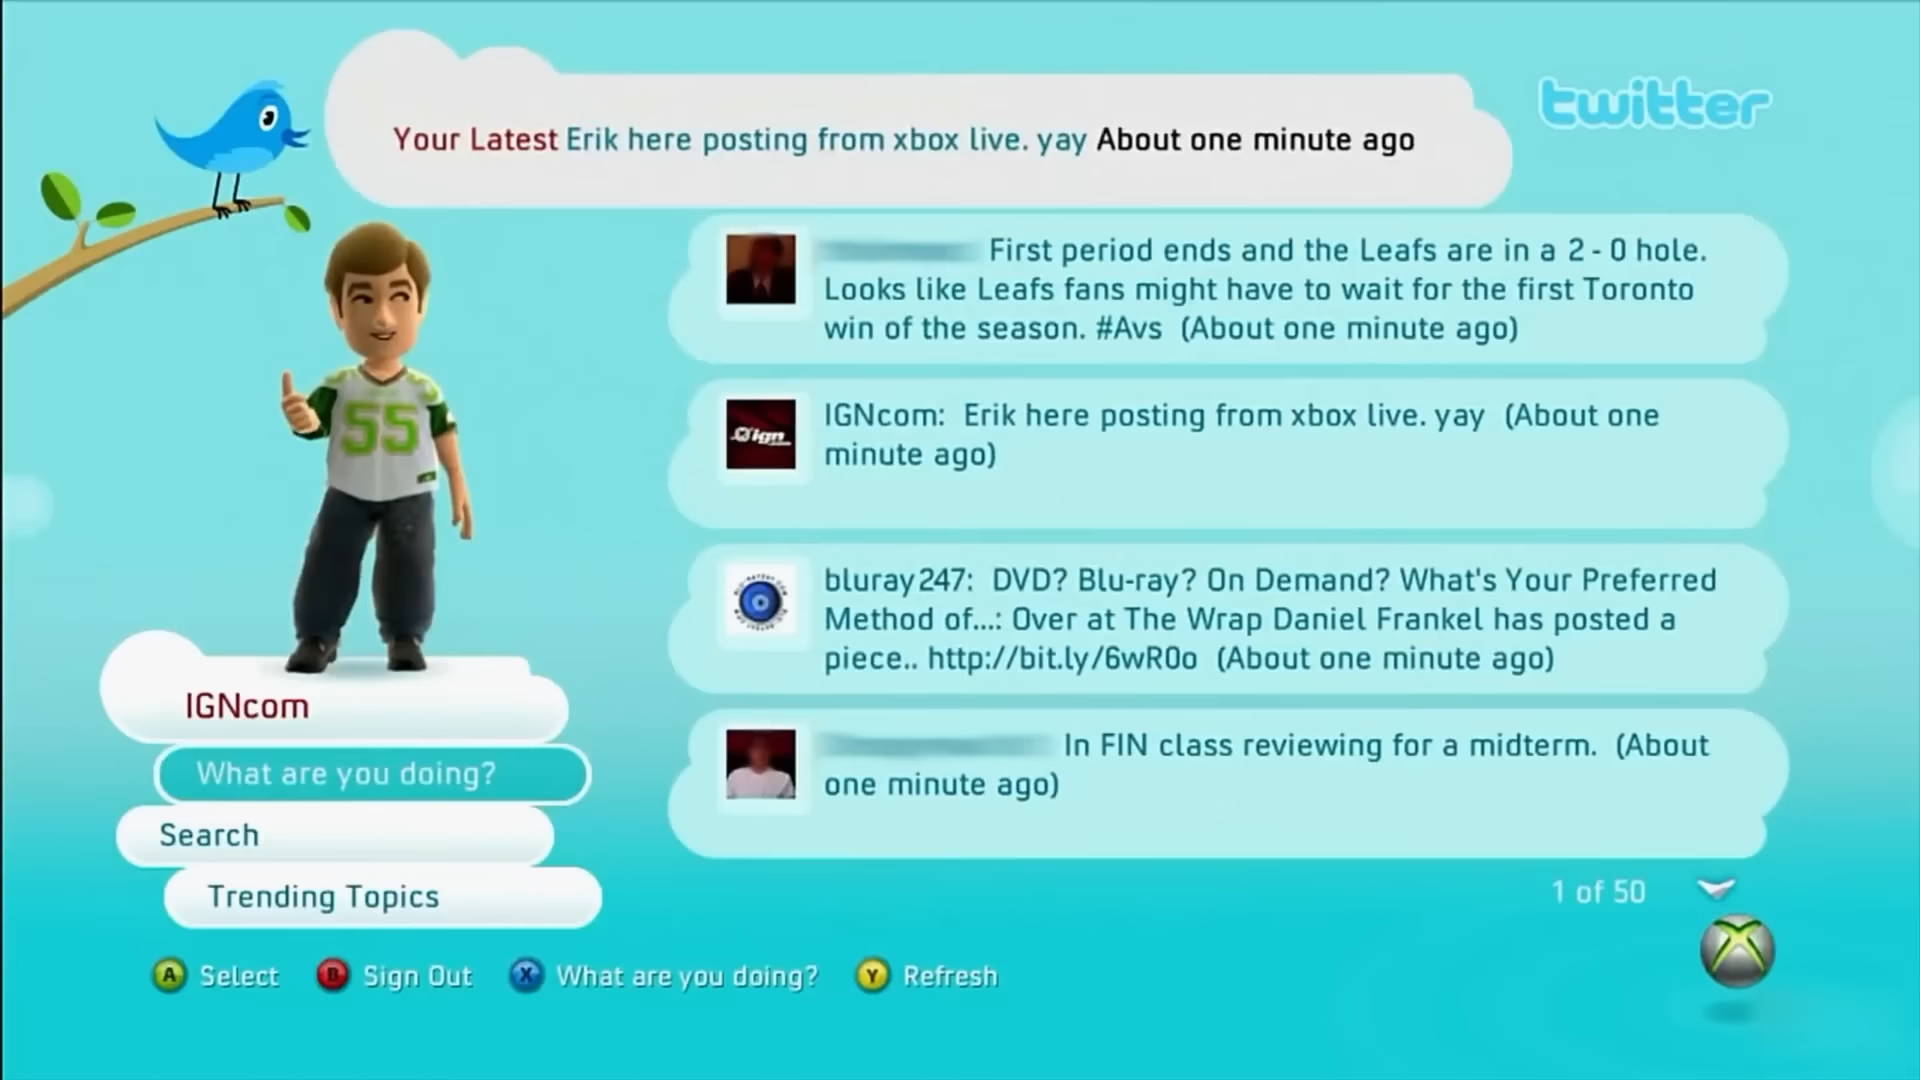 twitter
Your Latest Erik here posting from xbox live. yay About one minute ago
First period ends and the Leafs are in a 2 - 0 hole.
Looks like Leafs fans might have to wait for the first Toronto
win of the season. #Avs (About one minute ago)
ign
IGNcom: Erik here posting from xbox live. yay (About one
minute ago)
bluray247: DVD? Blu-ray? On Demand? What's Your Preferred
Method of...: Over at The Wrap Daniel Frankel has posted a
piece.. http://bit.ly/6wR0o (About one minute ago)
In FIN class reviewing for a midterm. (About
one minute ago)
55
IGNcom
What are you doing?
Search
Trending Topics
1 of 50
A Select B Sign Out X What are you doing? Y Refresh